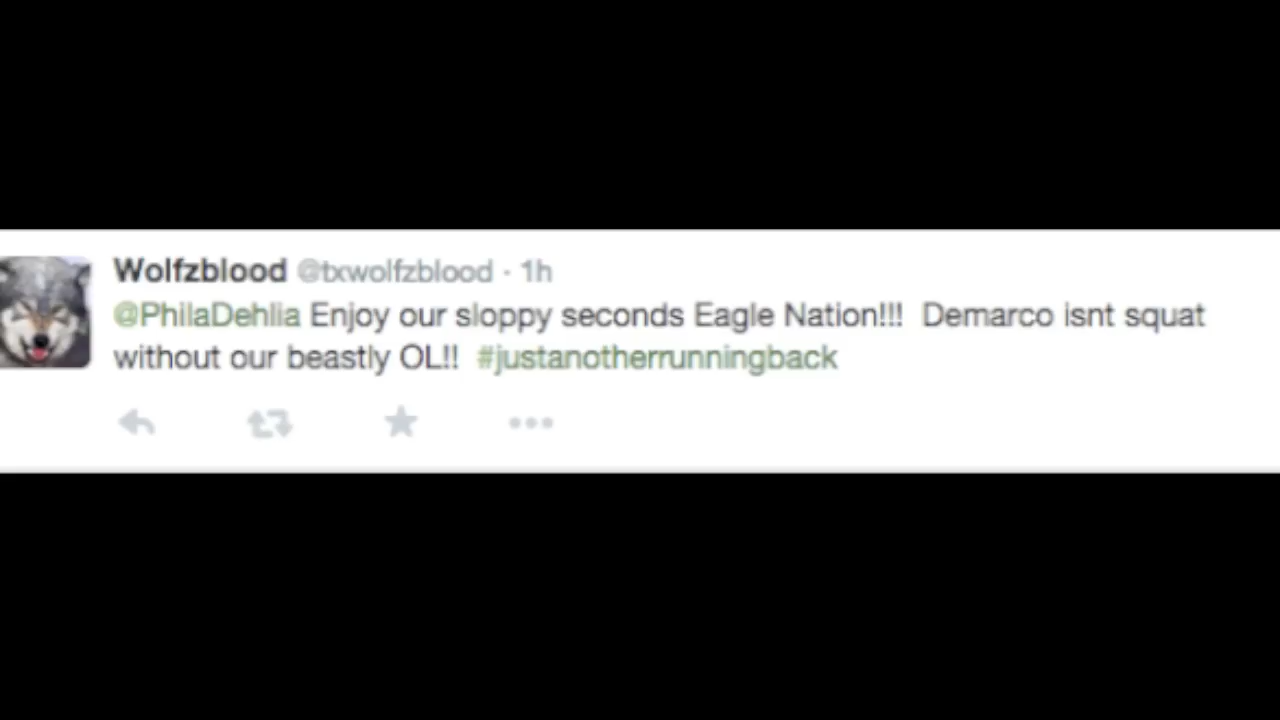 Wolfzblood @txwolfzblood · 1h
@PhilaDehlia Enjoy our sloppy seconds Eagle Nation!!!  Demarco isnt squat
without our beastly OL!!  #justanotherrunningback